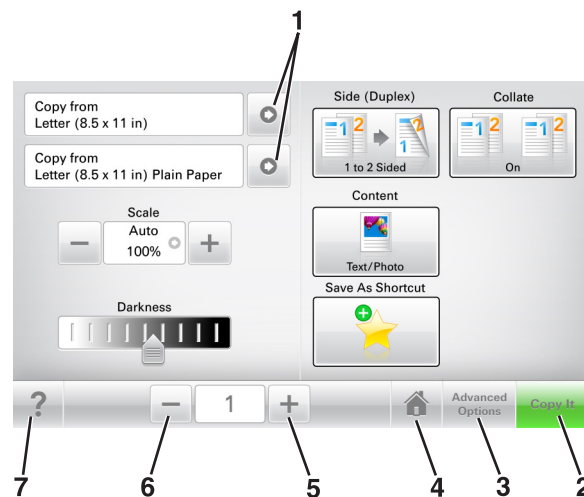 1
Copy from
Letter (8.5 x 11 in)
Copy from
Letter (8.5 x 11 in) Plain Paper
Scale
Auto
100%
Darkness
Side (Duplex)
1 2 1 2
1 to 2 Sided
Collate
1 2 1 2
On
Content
Text/Photo
Save As Shortcut
?
1
Advanced
Options
Copy It
7
6
5
4
3
2